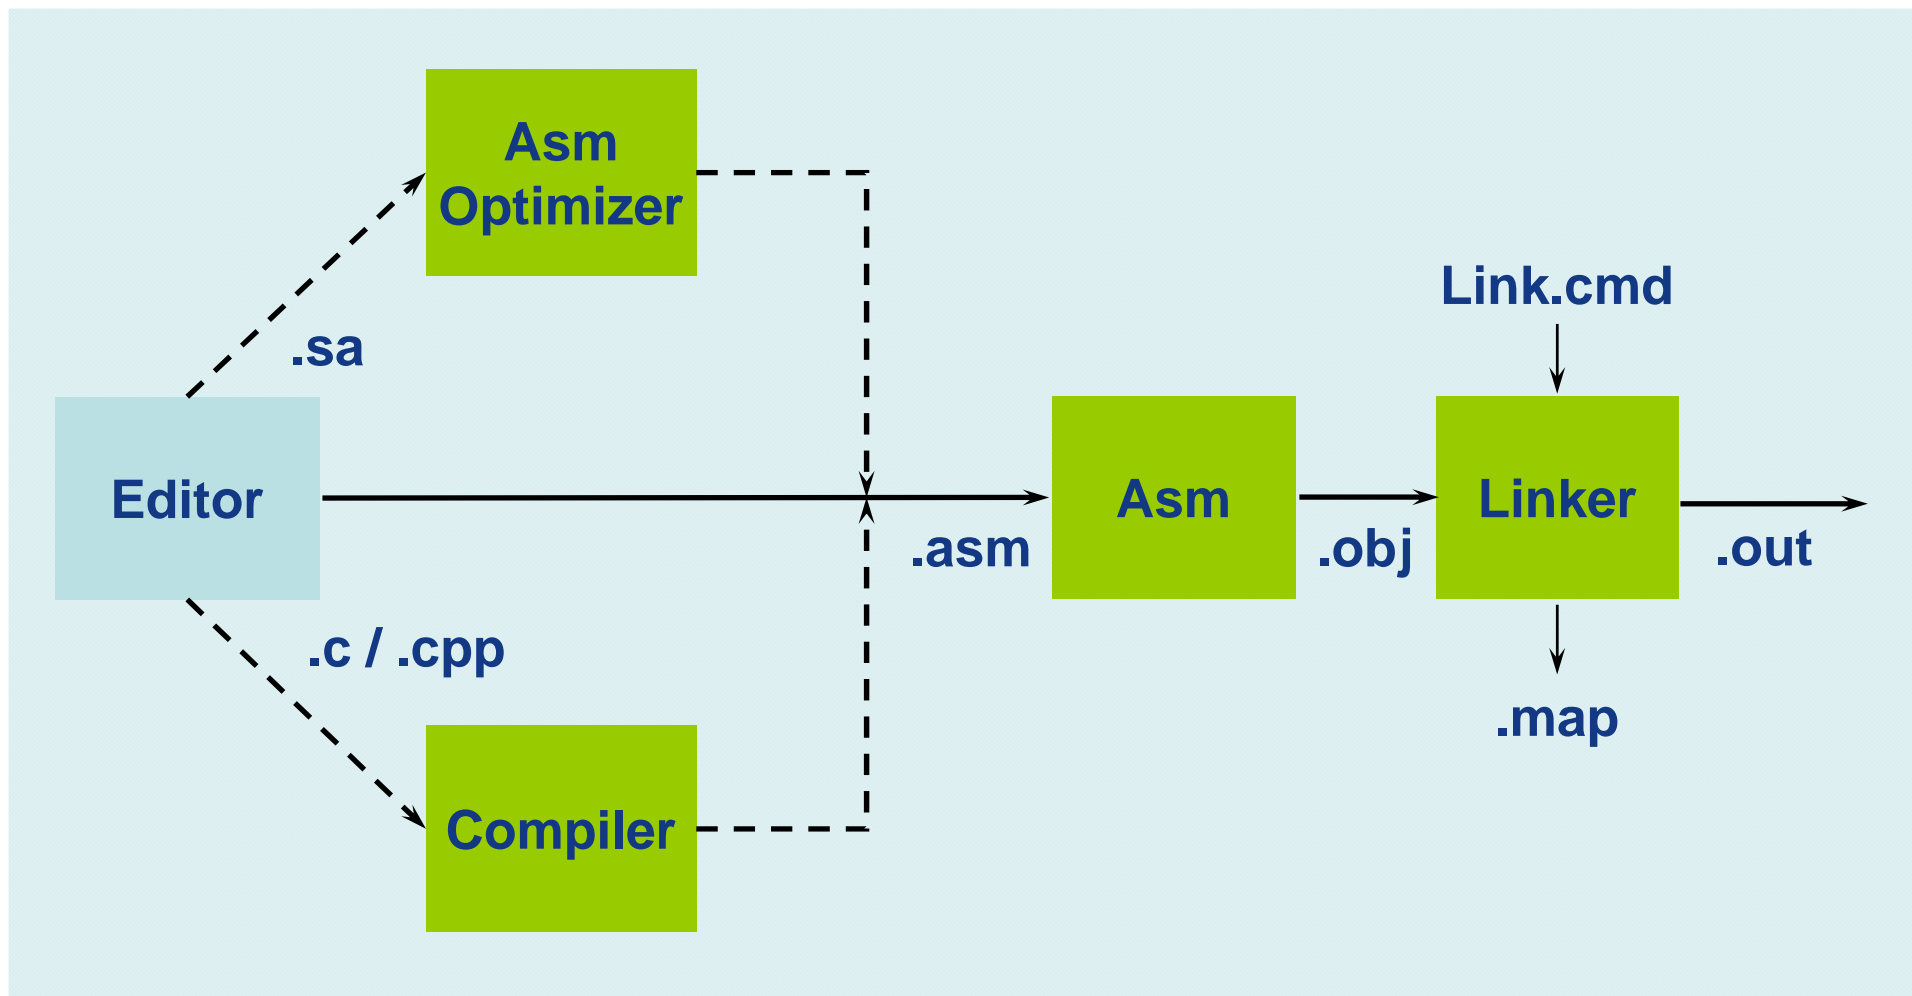 Asm
Optimizer
.sa
Link.cmd
Editor
Asm
Linker
.asm
.obj
.out
.c / .cpp
.map
Compiler